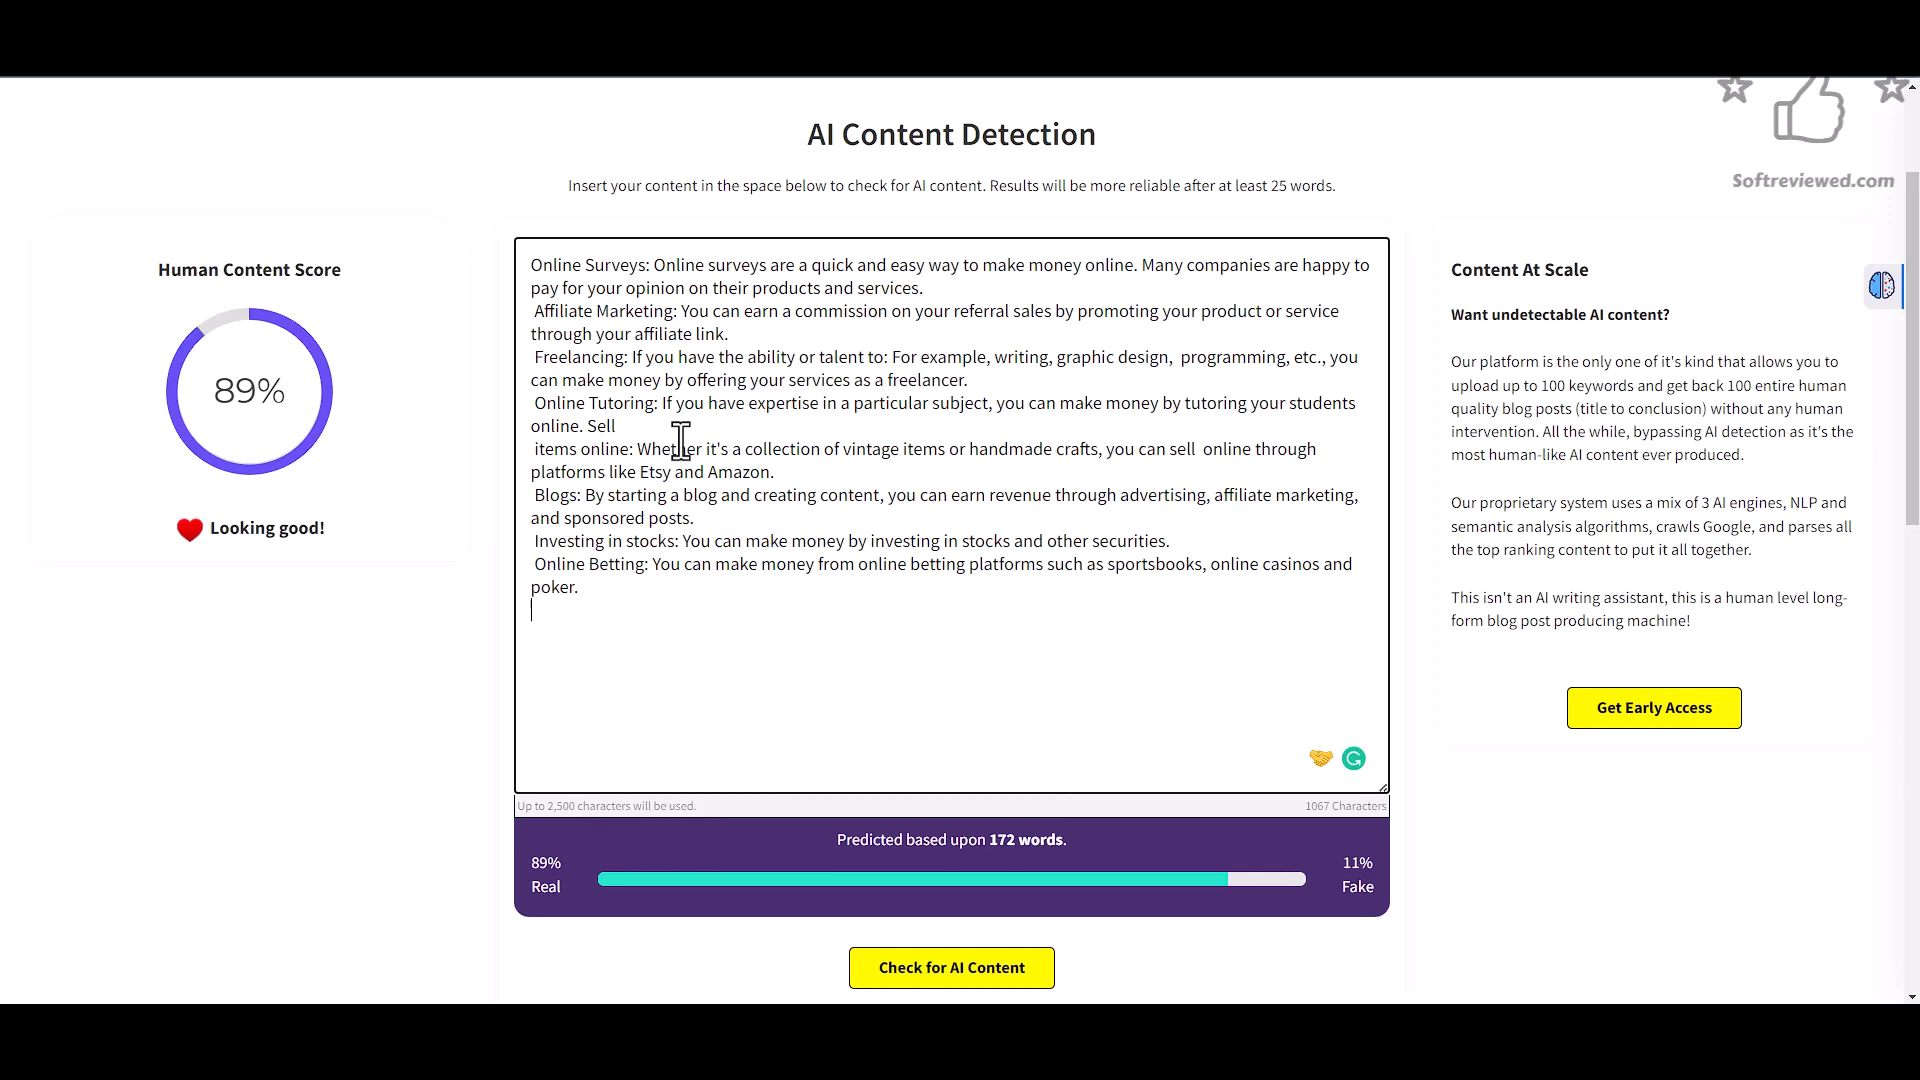 Softreviewed.com
AI Content Detection
Insert your content in the space below to check for AI content. Results will be more reliable after at least 25 words.
Human Content Score
89%
Looking good!
Online Surveys: Online surveys are a quick and easy way to make money online. Many companies are happy to
pay for your opinion on their products and services.
Affiliate Marketing: You can earn a commission on your referral sales by promoting your product or service
through your affiliate link.
Freelancing: If you have the ability or talent to: For example, writing, graphic design,  programming, etc., you
can make money by offering your services as a freelancer.
Online Tutoring: If you have expertise in a particular subject, you can make money by tutoring your students
online. Sell
items online: Whether it's a collection of vintage items or handmade crafts, you can sell  online through
platforms like Etsy and Amazon.
Blogs: By starting a blog and creating content, you can earn revenue through advertising, affiliate marketing,
and sponsored posts.
Investing in stocks: You can make money by investing in stocks and other securities.
Online Betting: You can make money from online betting platforms such as sportsbooks, online casinos and
poker.
Up to 2,500 characters will be used.
1067 Characters
Predicted based upon 172 words.
89%
Real
11%
Fake
Check for AI Content
Content At Scale
Want undetectable AI content?
Our platform is the only one of it's kind that allows you to
upload up to 100 keywords and get back 100 entire human
quality blog posts (title to conclusion) without any human
intervention. All the while, bypassing AI detection as it's the
most human-like AI content ever produced.
Our proprietary system uses a mix of 3 AI engines, NLP and
semantic analysis algorithms, crawls Google, and parses all
the top ranking content to put it all together.
This isn't an AI writing assistant, this is a human level long-
form blog post producing machine!
Get Early Access